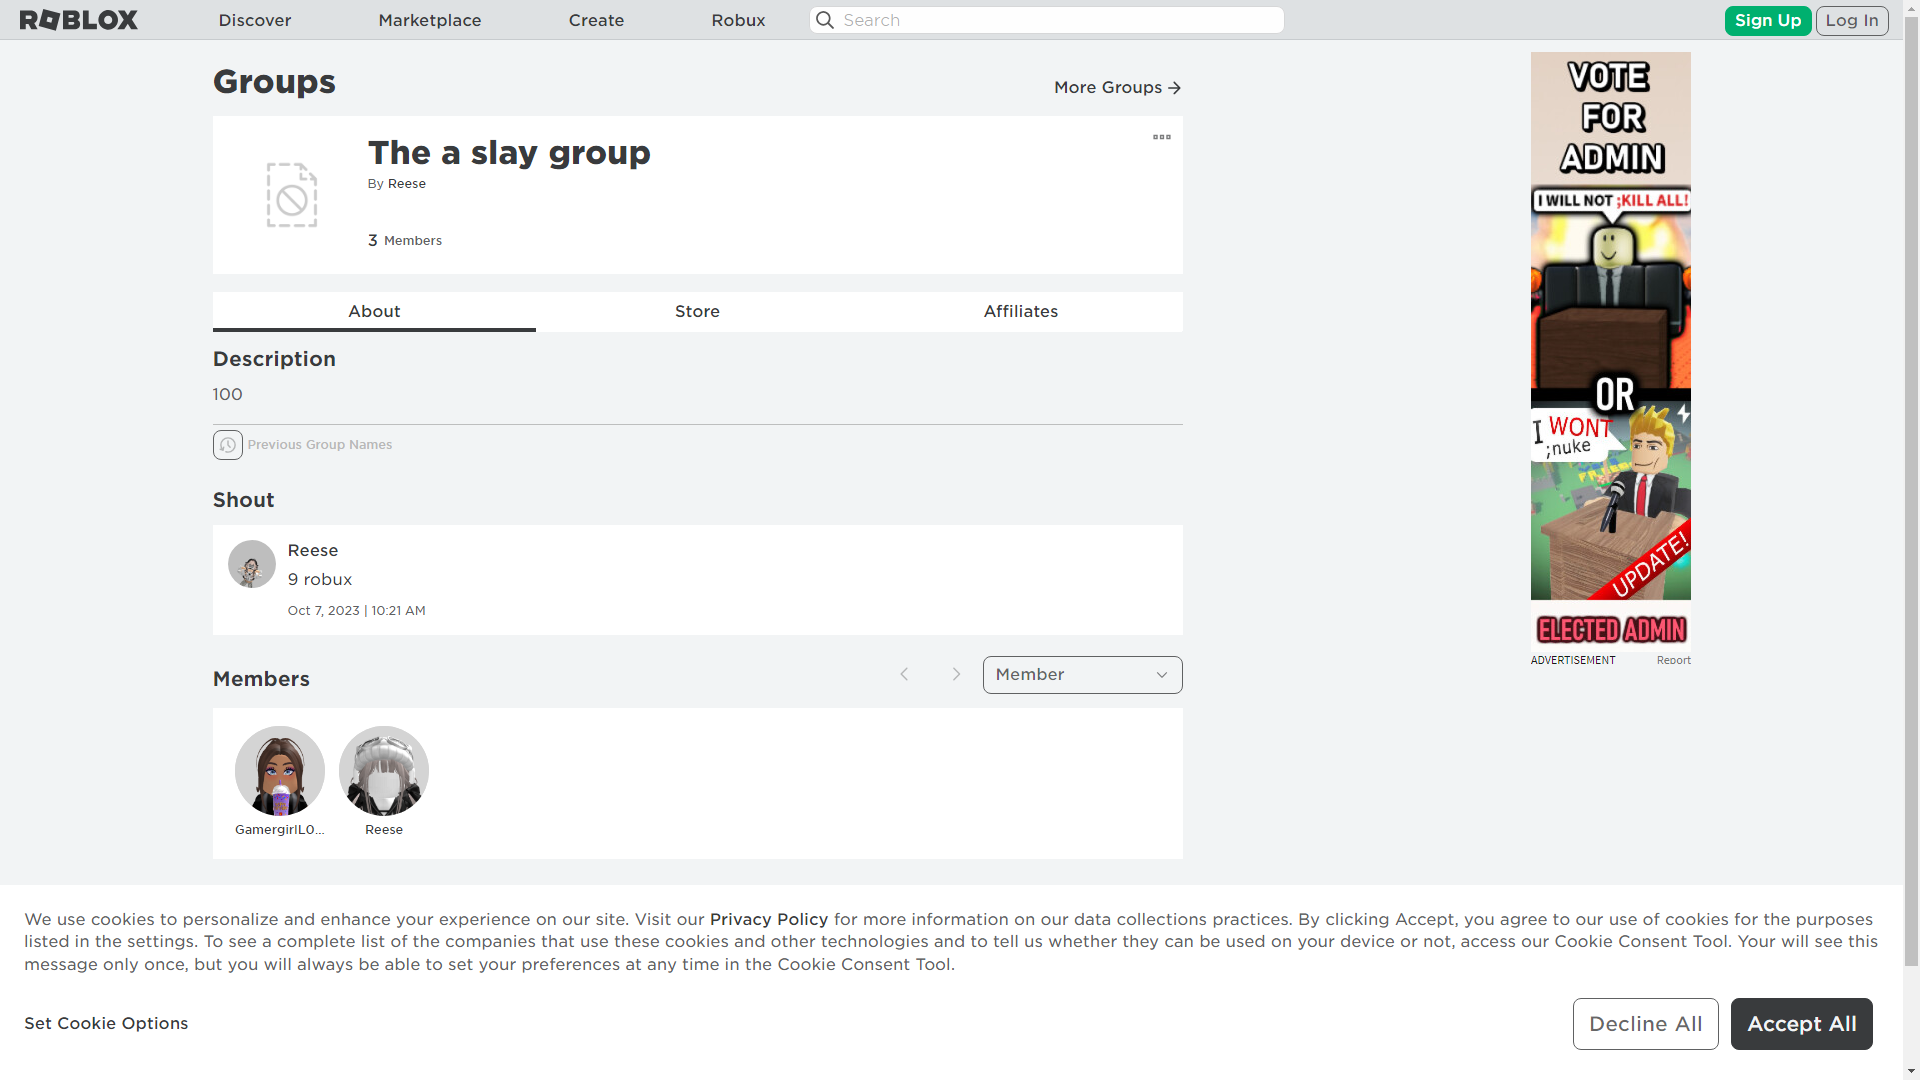 ROBLOX
Discover
Marketplace
Create
Robux
Search
Sign Up
Log In
Groups
More Groups
The a slay group
By Reese
3 Members
About
Store
Affiliates
Description
100
Previous Group Names
Shout
Reese
9 robux
Oct 7, 2023 | 10:21 AM
Members
Member
GamergirlL0...
Reese
VOTE
FOR
ADMIN
I WILL NOT ;KILL ALL!
OR
I WONT
;nuke
UPDATE!
ELECTED ADMIN
ADVERTISEMENT
Report
We use cookies to personalize and enhance your experience on our site. Visit our Privacy Policy for more information on our data collections practices. By clicking Accept, you agree to our use of cookies for the purposes
listed in the settings. To see a complete list of the companies that use these cookies and other technologies and to tell us whether they can be used on your device or not, access our Cookie Consent Tool. Your will see this
message only once, but you will always be able to set your preferences at any time in the Cookie Consent Tool.
Set Cookie Options
Decline All
Accept All